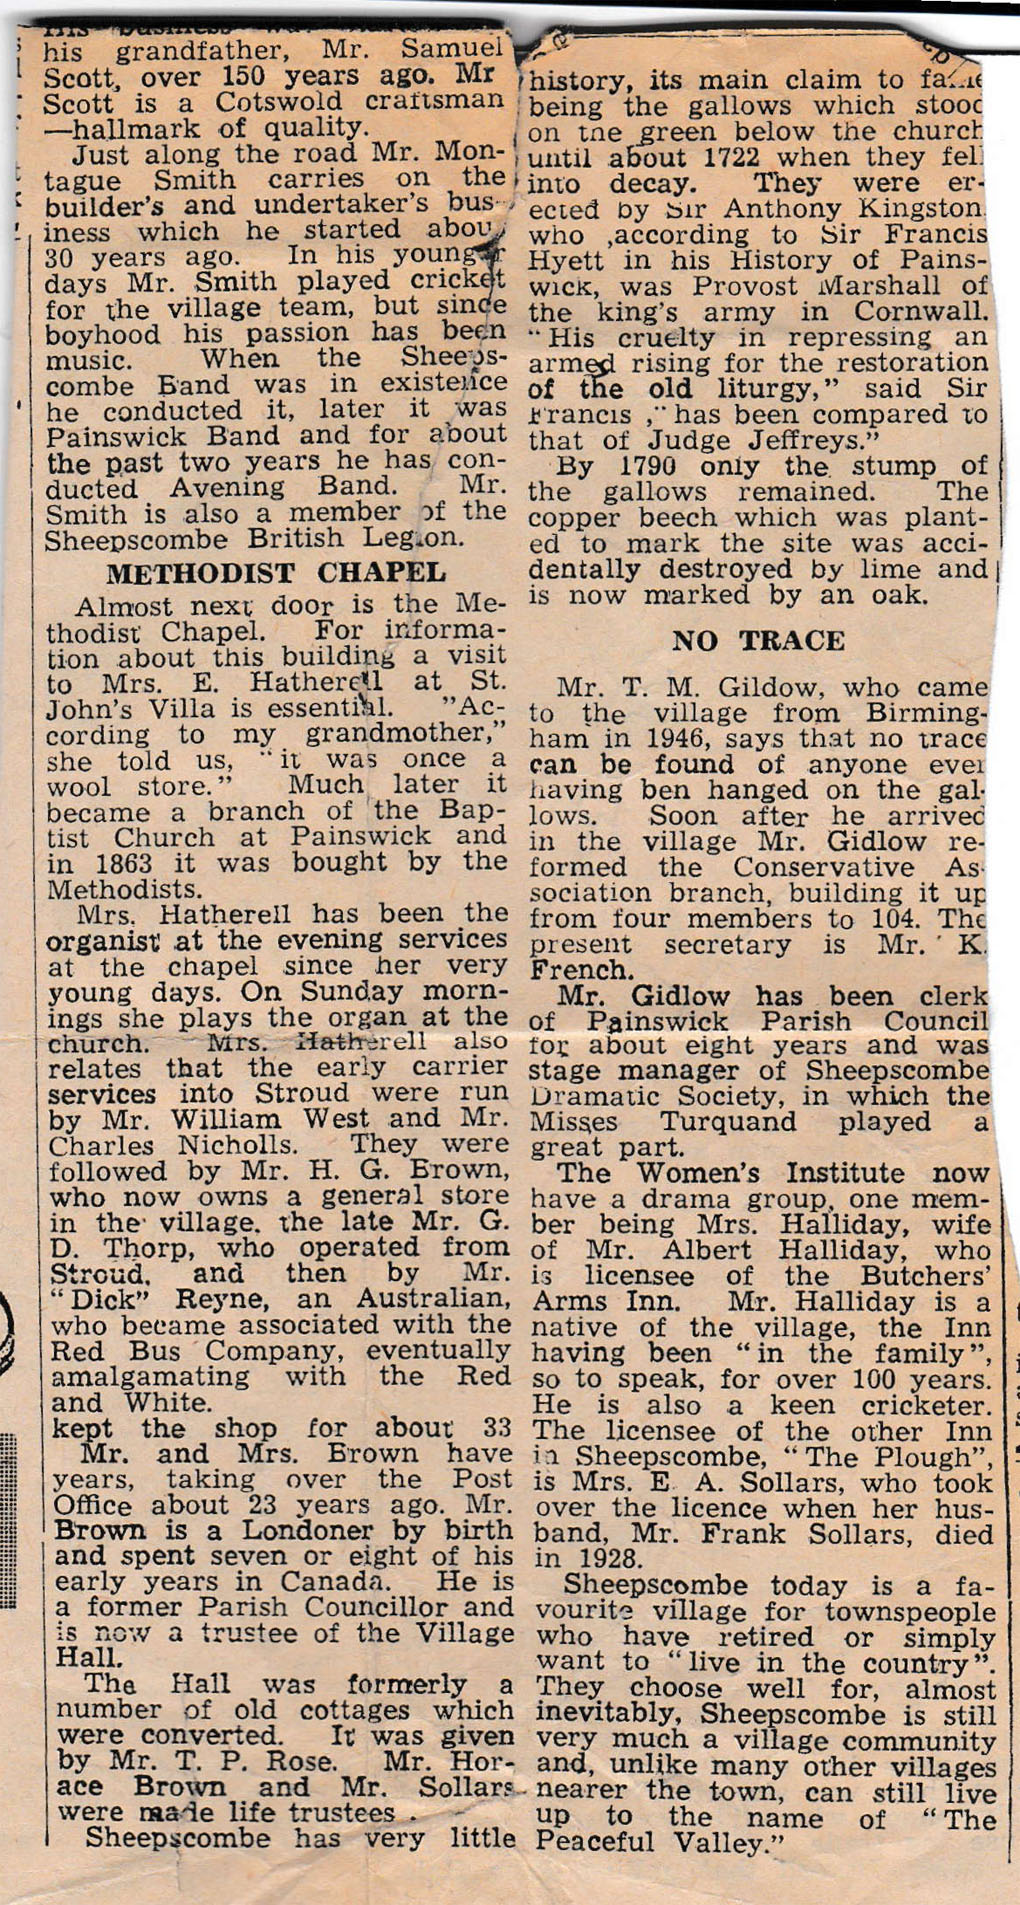 his grandfather, Mr. Samuel
Scott, over 150 years ago. Mr
Scott is a Cotswold craftsman
—hallmark of quality.
Just along the road Mr. Mon-
tague Smith carries on the
builder's and undertaker's bus-
iness which he started about
30 years ago. In his younger
days Mr. Smith played cricket
for the village team, but since
boyhood his passion has been
music. When the Sheeps-
combe Band was in existence
he conducted it, later it was
Painswick Band and for about
the past two years he has con-
ducted Avening Band. Mr.
Smith is also a member of the
Sheepscombe British Legion.
METHODIST CHAPEL
Almost next door is the Me-
thodist Chapel. For informa-
tion about this building a visit
to Mrs. E. Hatherell at St.
John's Villa is essential. "Ac-
cording to my grandmother,"
she told us, "it was once a
wool store." Much later it
became a branch of the Bap-
tist Church at Painswick and
in 1863 it was bought by the
Methodists.
Mrs. Hatherell has been the
organist at the evening services
at the chapel since her very
young days. On Sunday morn-
ings she plays the organ at the
church. Mrs. Hatherell also
relates that the early carrier
services into Stroud were run
by Mr. William West and Mr.
Charles Nicholls. They were
followed by Mr. H. G. Brown,
who now owns a general store
in the village, the late Mr. G.
D. Thorp, who operated from
Stroud, and then by Mr.
"Dick" Reyne, an Australian,
who became associated with the
Red Bus Company, eventually
amalgamating with the Red
and White.
kept the shop for about 33
Mr. and Mrs. Brown have
years, taking over the Post
Office about 23 years ago. Mr.
Brown is a Londoner by birth
and spent seven or eight of his
early years in Canada. He is
a former Parish Councillor and
is now a trustee of the Village
Hall.
The Hall was formerly a
number of old cottages which
were converted. It was given
by Mr. T. P. Rose. Mr. Hor-
ace Brown and Mr. Sollars
were made life trustees .
Sheepscombe has very little
history, its main claim to fame
being the gallows which stood
on the green below the church
until about 1722 when they fell
into decay. They were er-
ected by Sir Anthony Kingston
who ,according to Sir Francis
Hyett in his History of Pains-
wick, was Provost Marshall of
the king's army in Cornwall.
"His cruelty in repressing an
armed rising for the restoration
of the old liturgy," said Sir
Francis ,"has been compared to
that of Judge Jeffreys."
By 1790 only the stump of
the gallows remained. The
copper beech which was plant-
ed to mark the site was acci-
dentally destroyed by lime and
is now marked by an oak.
NO TRACE
Mr. T. M. Gildow, who came
to the village from Birming-
ham in 1946, says that no trace
can be found of anyone ever
having ben hanged on the gal-
lows. Soon after he arrived
in the village Mr. Gidlow re-
formed the Conservative As-
sociation branch, building it up
from four members to 104. The
present secretary is Mr. K.
French.
Mr. Gidlow has been clerk
of Painswick Parish Council
for about eight years and was
stage manager of Sheepscombe
Dramatic Society, in which the
Misses Turquand played a
great part.
The Women's Institute now
have a drama group, one mem-
ber being Mrs. Halliday, wife
of Mr. Albert Halliday, who
is licensee of the Butchers'
Arms Inn. Mr. Halliday is a
native of the village, the Inn
having been "in the family",
so to speak, for over 100 years.
He is also a keen cricketer.
The licensee of the other Inn
in Sheepscombe, "The Plough",
is Mrs. E. A. Sollars, who took
over the licence when her hus-
band, Mr. Frank Sollars, died
in 1928.
Sheepscombe today is a fa-
vourite village for townspeople
who have retired or simply
want to "live in the country".
They choose well for, almost
inevitably, Sheepscombe is still
very much a village community
and, unlike many other villages
nearer the town, can still live
up to the name of "The
Peaceful Valley."